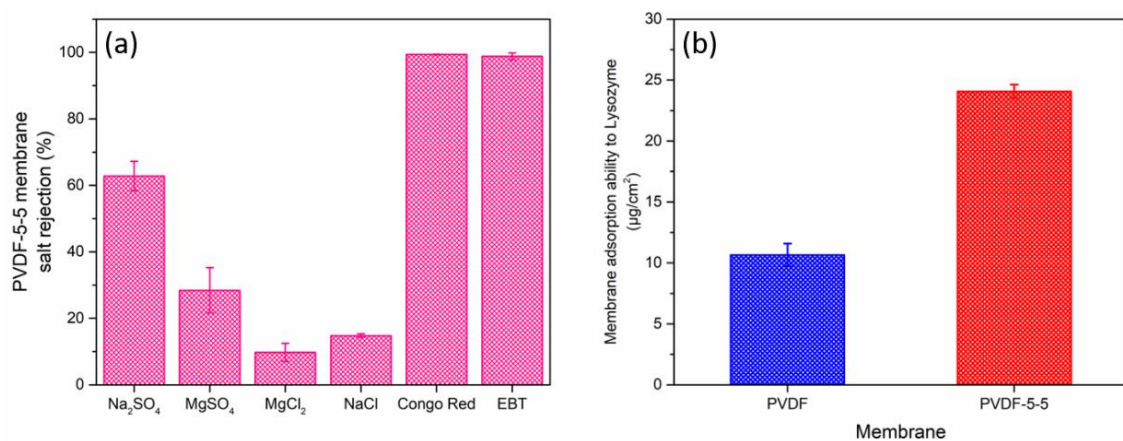 (a)
PVDF-5-5 membrane
salt rejection (%)
100
80
60
40
20
0
Na₂SO₄ MgSO₄ MgCl₂ NaCl Congo Red EBT
(b)
Membrane adsorption ability to Lysozyme
(μg/cm²)
30
25
20
15
10
5
0
PVDF PVDF-5-5
Membrane